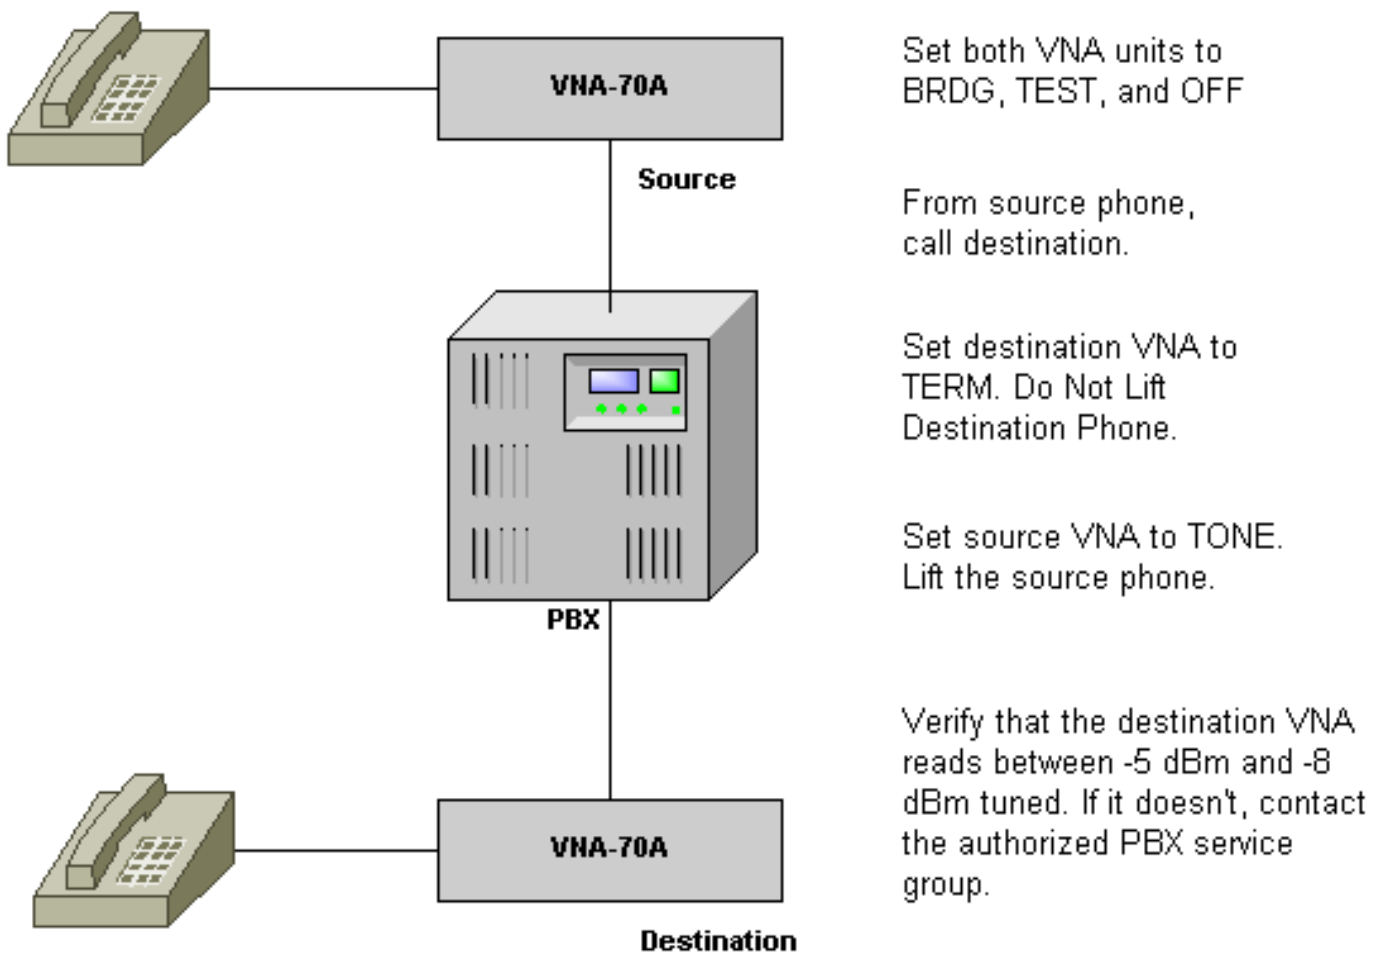 VNA-70A
Source
PBX
VNA-70A
Destination
Set both VNA units to
BRDG, TEST, and OFF
From source phone,
call destination.
Set destination VNA to
TERM. Do Not Lift
Destination Phone.
Set source VNA to TONE.
Lift the source phone.
Verify that the destination VNA
reads between -5 dBm and -8
dBm tuned. If it doesn't, contact
the authorized PBX service
group.